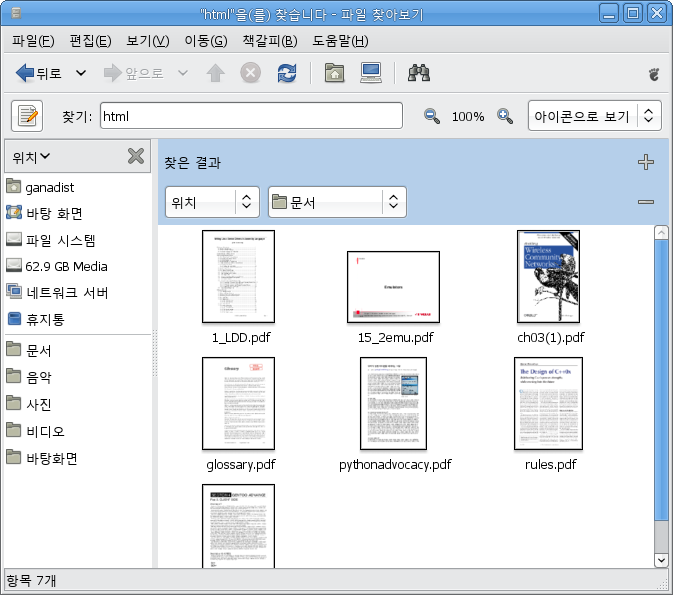 "html"을(를) 찾습니다 - 파일 찾아보기
파일(F) 편집(E) 보기(V) 이동(G) 책갈피(B) 도움말(H)
뒤로 앞으로
찾기: html 100% 아이콘으로 보기
위치
ganadist
바탕 화면
파일 시스템
62.9 GB Media
네트워크 서버
휴지통
문서
음악
사진
비디오
바탕화면
찾은 결과
위치 문서
1_LDD.pdf 15_2emu.pdf ch03(1).pdf
Wireless
Community
Networks
glossary.pdf pythonadvocacy.pdf rules.pdf
Glossary
The Design of C++0x
항목 7개